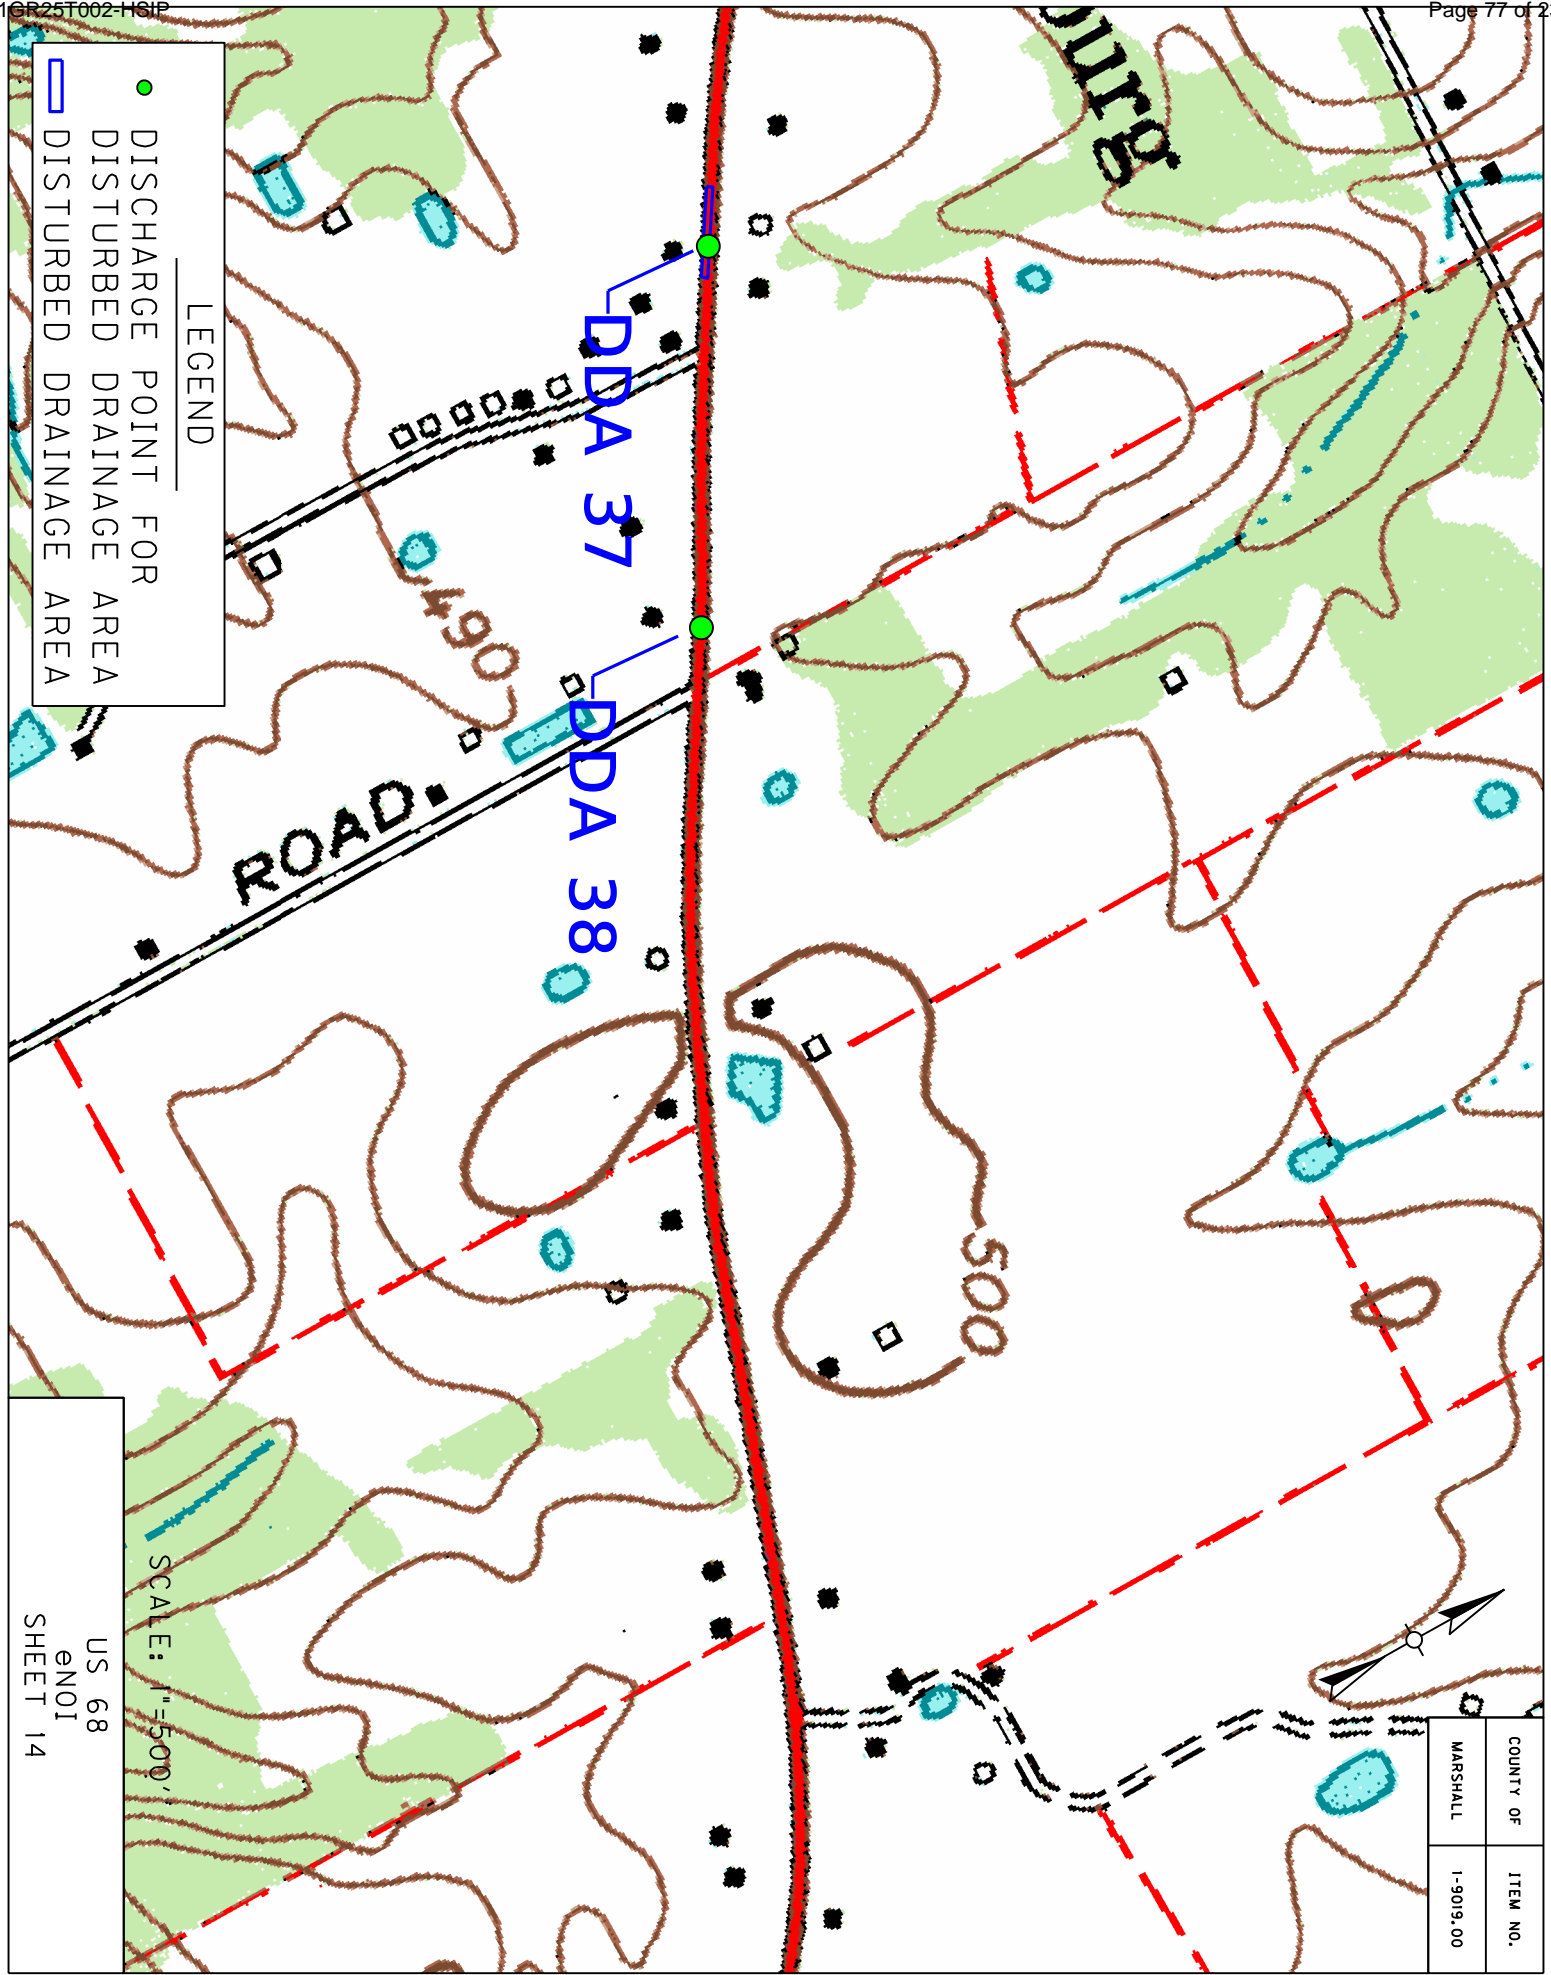 1GR25T002-HSIP
Page 77 of 2
burg
LEGEND
DISCHARGE POINT FOR
DISTURBED DRAINAGE AREA
DISTURBED DRAINAGE AREA
DDA 37
DDA 38
490
ROAD
500
SCALE: 1"=500'
US 68
eNOI
SHEET 14
COUNTY OF
ITEM NO.
MARSHALL
1-9019.00